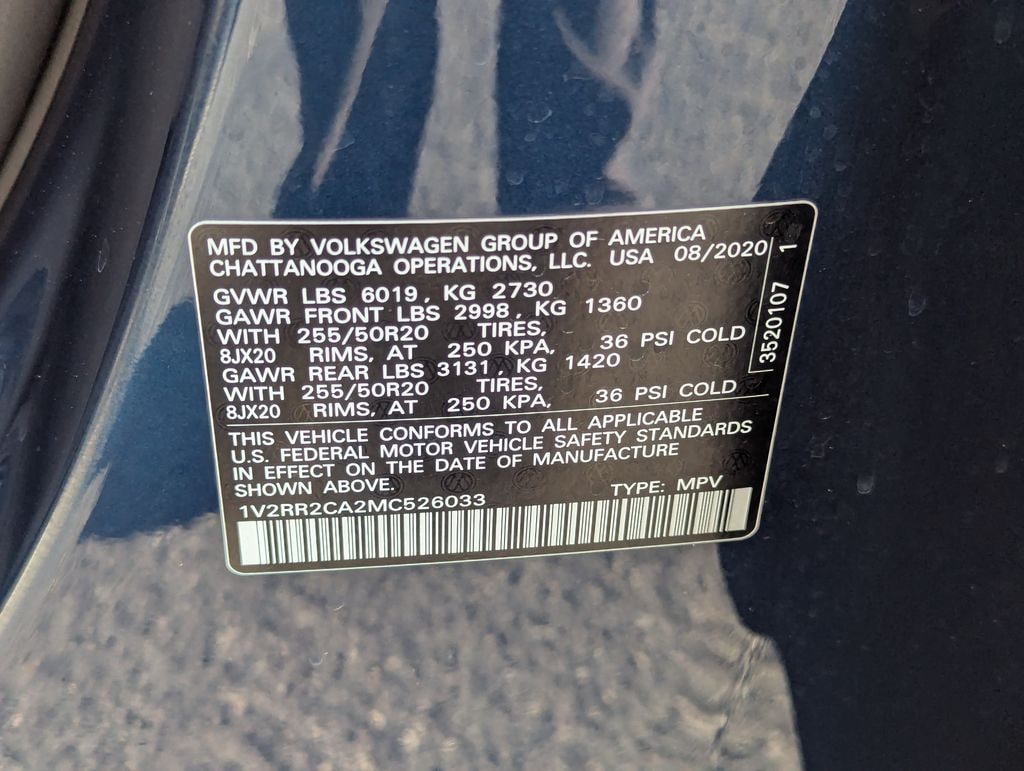 MFD BY VOLKSWAGEN GROUP OF AMERICA
CHATTANOOGA OPERATIONS, LLC. USA 08/2020
GVWR LBS 6019, KG 2730
GAWR FRONT LBS 2998, KG 1360
WITH 255/50R20 TIRES,
8JX20 RIMS, AT 250 KPA, 36 PSI COLD
GAWR REAR LBS 3131, KG 1420
WITH 255/50R20 TIRES,
8JX20 RIMS, AT 250 KPA, 36 PSI COLD
3520107 1
THIS VEHICLE CONFORMS TO ALL APPLICABLE
U.S. FEDERAL MOTOR VEHICLE SAFETY STANDARDS
IN EFFECT ON THE DATE OF MANUFACTURE
SHOWN ABOVE.
1V2RR2CA2MC526033 TYPE: MPV